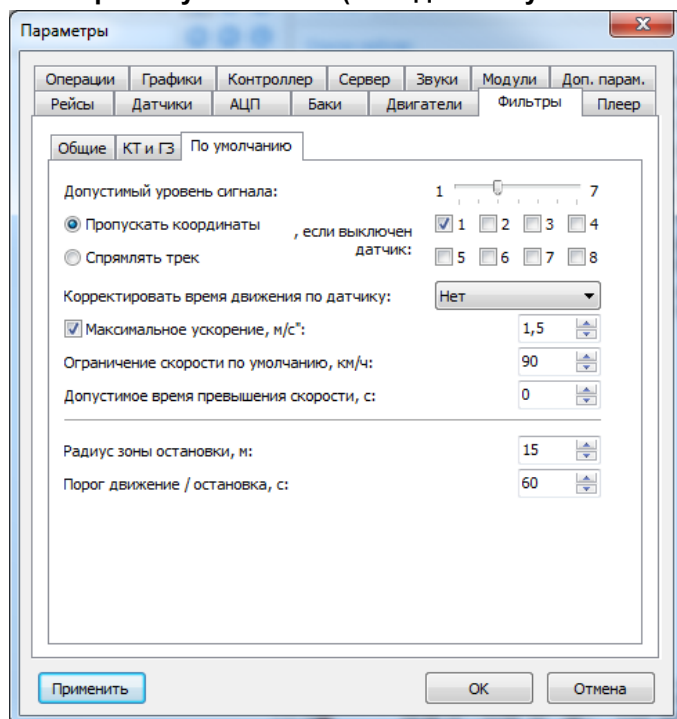 Параметры
Операции Графики Контроллер Сервер Звуки Модули Доп. парам.
Рейсы Датчики АЦП Баки Двигатели Фильтры Плеер
Общие КТ и ГЗ По умолчанию
Допустимый уровень сигнала: 1 7
Пропускать координаты , если выключен 1 2 3 4
Спрямлять трек датчик: 5 6 7 8
Корректировать время движения по датчику: Нет
Максимальное ускорение, м/с": 1,5
Ограничение скорости по умолчанию, км/ч: 90
Допустимое время превышения скорости, с: 0
Радиус зоны остановки, м: 15
Порог движение / остановка, с: 60
Применить ОК Отмена